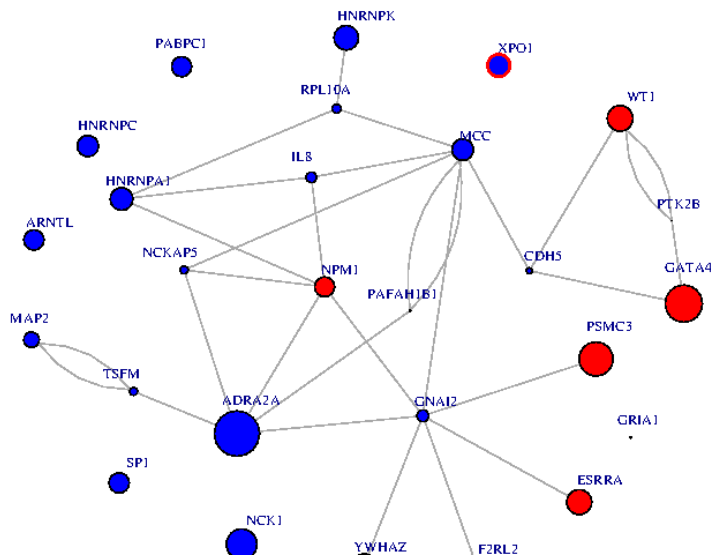 HNRNPK
PABPC1
XPO1
RPL10A
WT1
HNRNPC
MCC
IL8
HNRNPA1
PTK2B
ARNTL
NCKAP5
NPM1
CDH5
GATA4
PAFAH1B1
MAP2
PSMC3
TSFM
ADRA2A
GNAI2
GRIA1
SP1
ESRRA
NCK1
YWHAZ
F2RL2